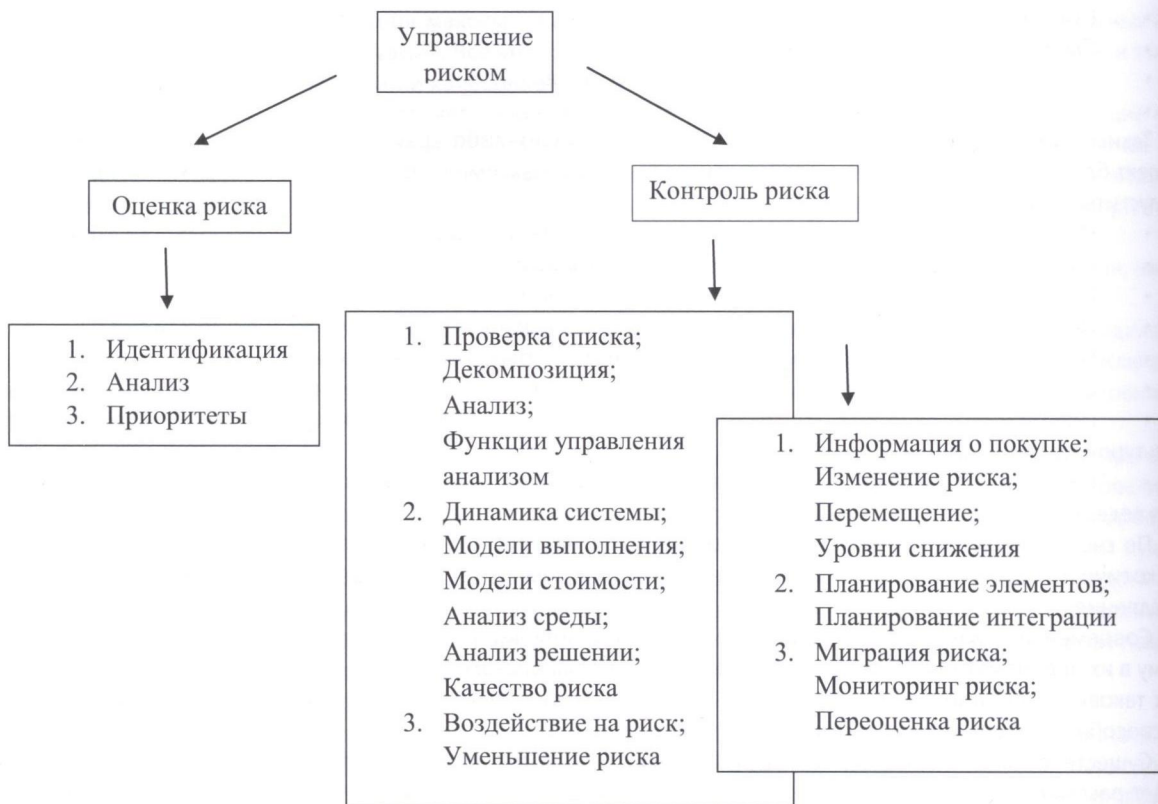 Управление
риском
Оценка риска
Контроль риска
1. Идентификация
2. Анализ
3. Приоритеты
1. Проверка списка;
Декомпозиция;
Анализ;
Функции управления
анализом
2. Динамика системы;
Модели выполнения;
Модели стоимости;
Анализ среды;
Анализ решении;
Качество риска
3. Воздействие на риск;
Уменьшение риска
1. Информация о покупке;
Изменение риска;
Перемещение;
Уровни снижения
2. Планирование элементов;
Планирование интеграции
3. Миграция риска;
Мониторинг риска;
Переоценка риска